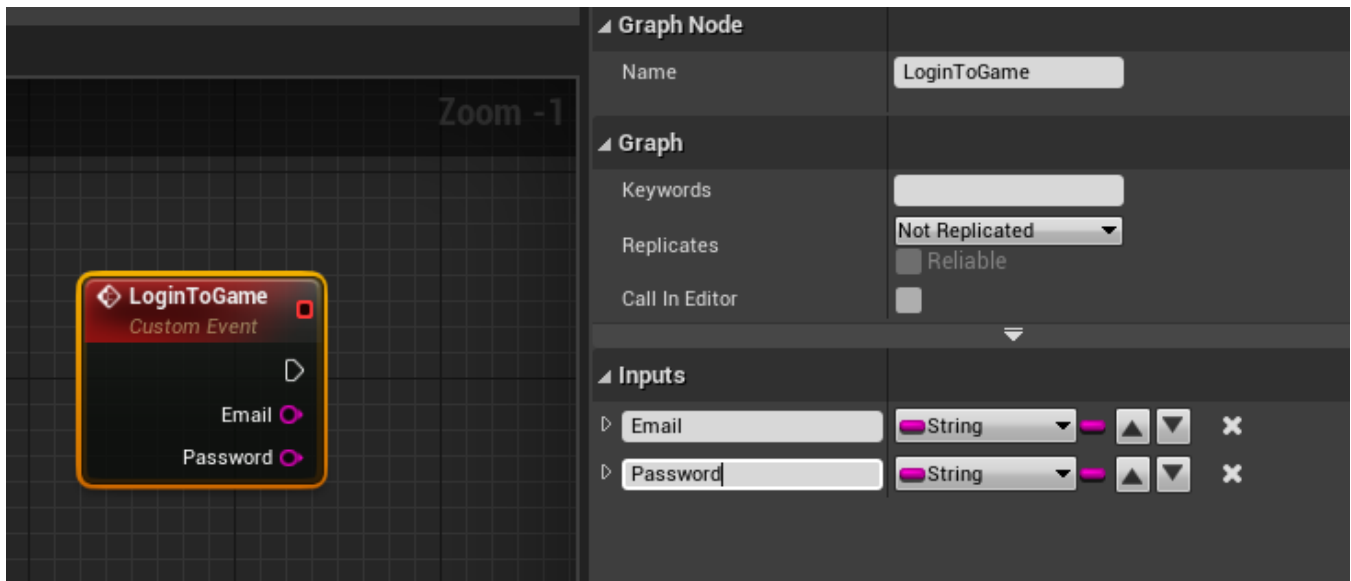 Zoom -1
LoginToGame
Custom Event
Email
Password
Graph Node
Name LoginToGame
Graph
Keywords
Replicates Not Replicated
Reliable
Call In Editor
Inputs
Email String
Password String